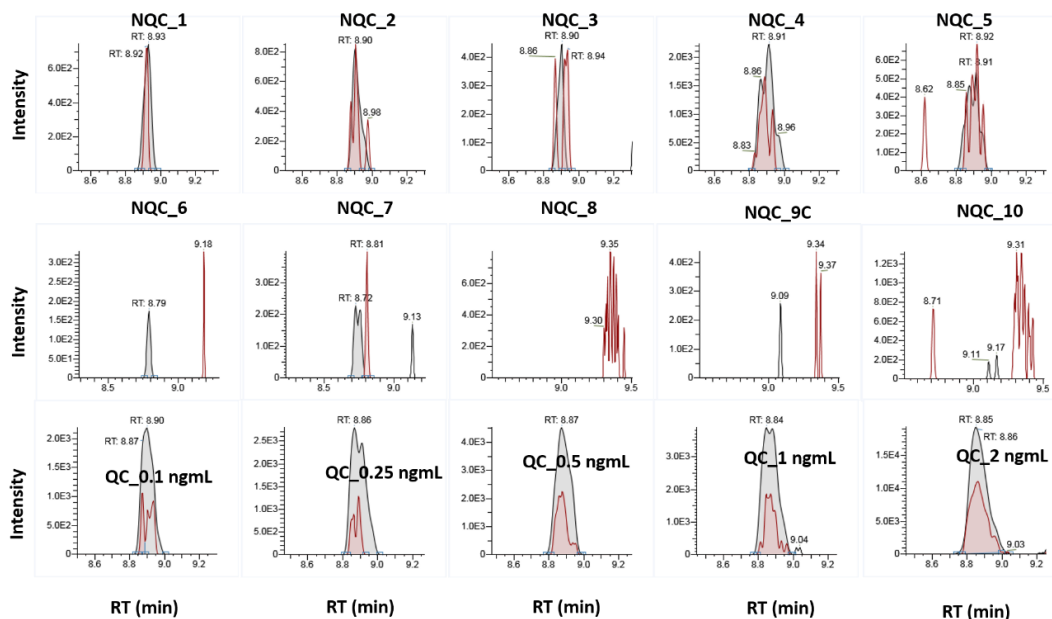 NQC_1 NQC_2 NQC_3 NQC_4 NQC_5
Intensity
RT: 8.93
RT: 8.92
6.0E2
4.0E2
2.0E2
0
8.6 8.8 9.0 9.2
RT: 8.90
8.98
8.0E2
6.0E2
4.0E2
2.0E2
0.0
8.6 8.8 9.0 9.2
RT: 8.90
8.86
RT: 8.94
4.0E2
3.0E2
2.0E2
1.0E2
0
8.6 8.8 9.0 9.2
RT: 8.91
8.86
8.96
8.83
2.0E3
1.5E3
1.0E3
5.0E2
0
8.6 8.8 9.0 9.2
RT: 8.92
RT: 8.91
8.85
8.62
7.0E2
6.0E2
5.0E2
4.0E2
3.0E2
2.0E2
1.0E2
0
8.6 8.8 9.0 9.2
NQC_6 NQC_7 NQC_8 NQC_9C NQC_10
9.18
RT: 8.79
3.0E2
2.5E2
2.0E2
1.5E2
1.0E2
5.0E1
0
8.5 9.0
RT: 8.81
RT: 8.72
9.13
3.0E2
2.0E2
1.0E2
0
8.5 9.0
9.35
9.30
6.0E2
4.0E2
2.0E2
0
9.0 9.5
9.34
9.37
9.09
4.0E2
3.0E2
2.0E2
1.0E2
0
9.0 9.5
9.31
8.71
9.11
9.17
1.2E3
1.0E3
8.0E2
6.0E2
4.0E2
2.0E2
0
9.0 9.5
Intensity
RT: 8.90
RT: 8.87
QC_0.1 ngmL
2.0E3
1.5E3
1.0E3
5.0E2
0
8.6 8.8 9.0 9.2
RT: 8.86
QC_0.25 ngmL
2.5E3
2.0E3
1.5E3
1.0E3
5.0E2
0
8.6 8.8 9.0 9.2
RT: 8.87
QC_0.5 ngmL
4.0E3
3.0E3
2.0E3
1.0E3
0
8.6 8.8 9.0 9.2
RT: 8.84
QC_1 ngmL
9.04
3.0E3
2.0E3
1.0E3
0
8.6 8.8 9.0 9.2
RT: 8.85
RT: 8.86
QC_2 ngmL
9.03
1.5E4
1.0E4
5.0E3
0
8.6 8.8 9.0 9.2
RT (min) RT (min) RT (min) RT (min) RT (min)